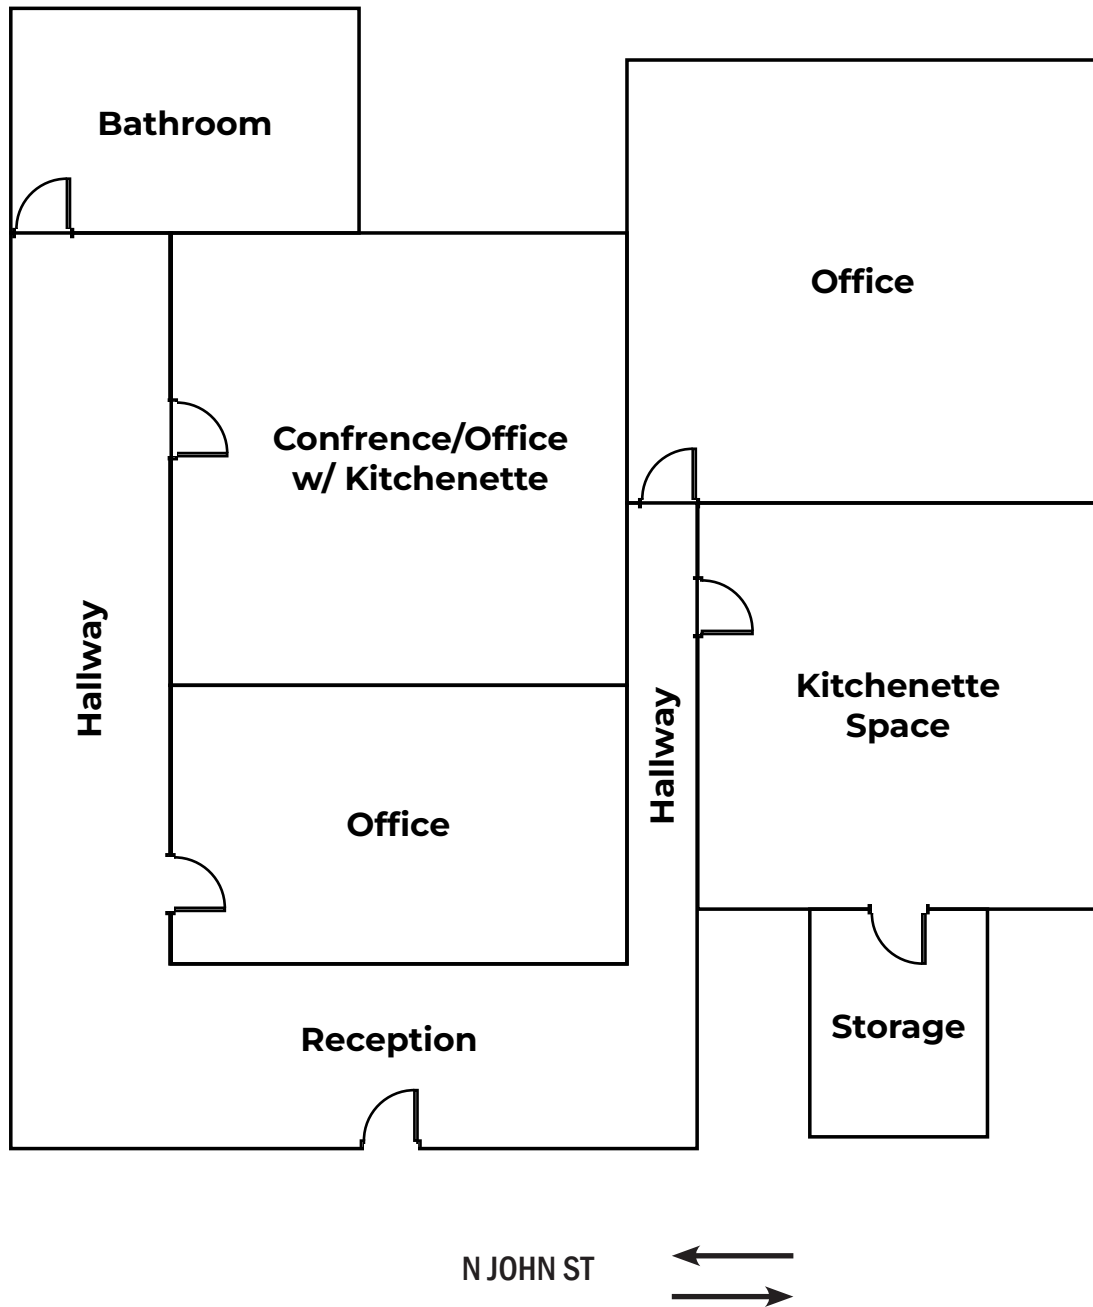 Bathroom
Office
Confrence/Office
w/ Kitchenette
Hallway
Kitchenette
Space
Hallway
Office
Storage
Reception
N JOHN ST